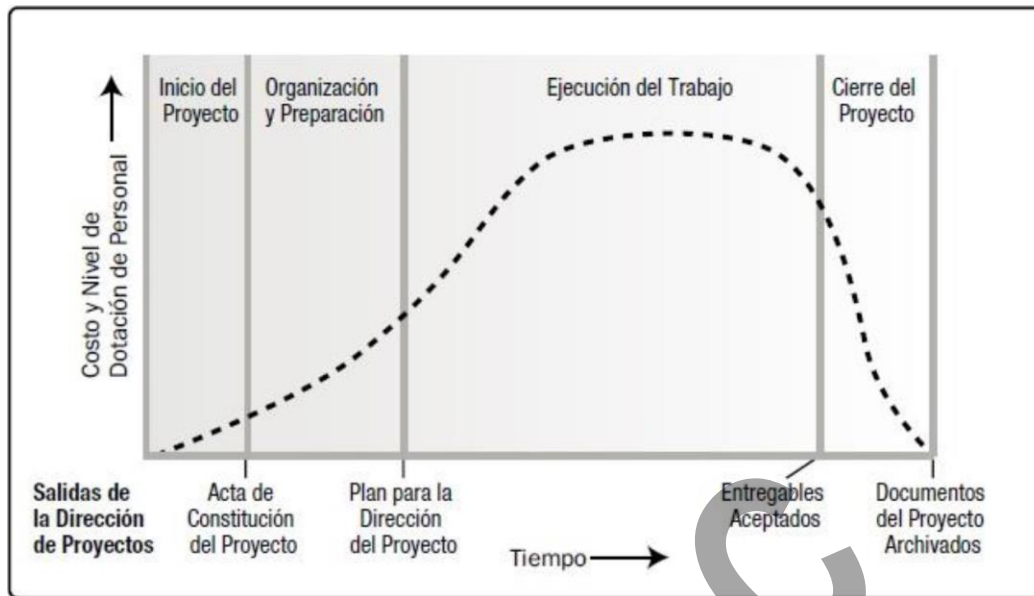 Inicio del
Proyecto
Organización
y Preparación
Ejecución del Trabajo
Cierre del
Proyecto
Costo y Nivel de
Dotación de Personal
Salidas de
la Dirección
de Proyectos
Acta de
Constitución
del Proyecto
Plan para la
Dirección
del Proyecto
Entregables
Aceptados
Documentos
del Proyecto
Archivados
Tiempo